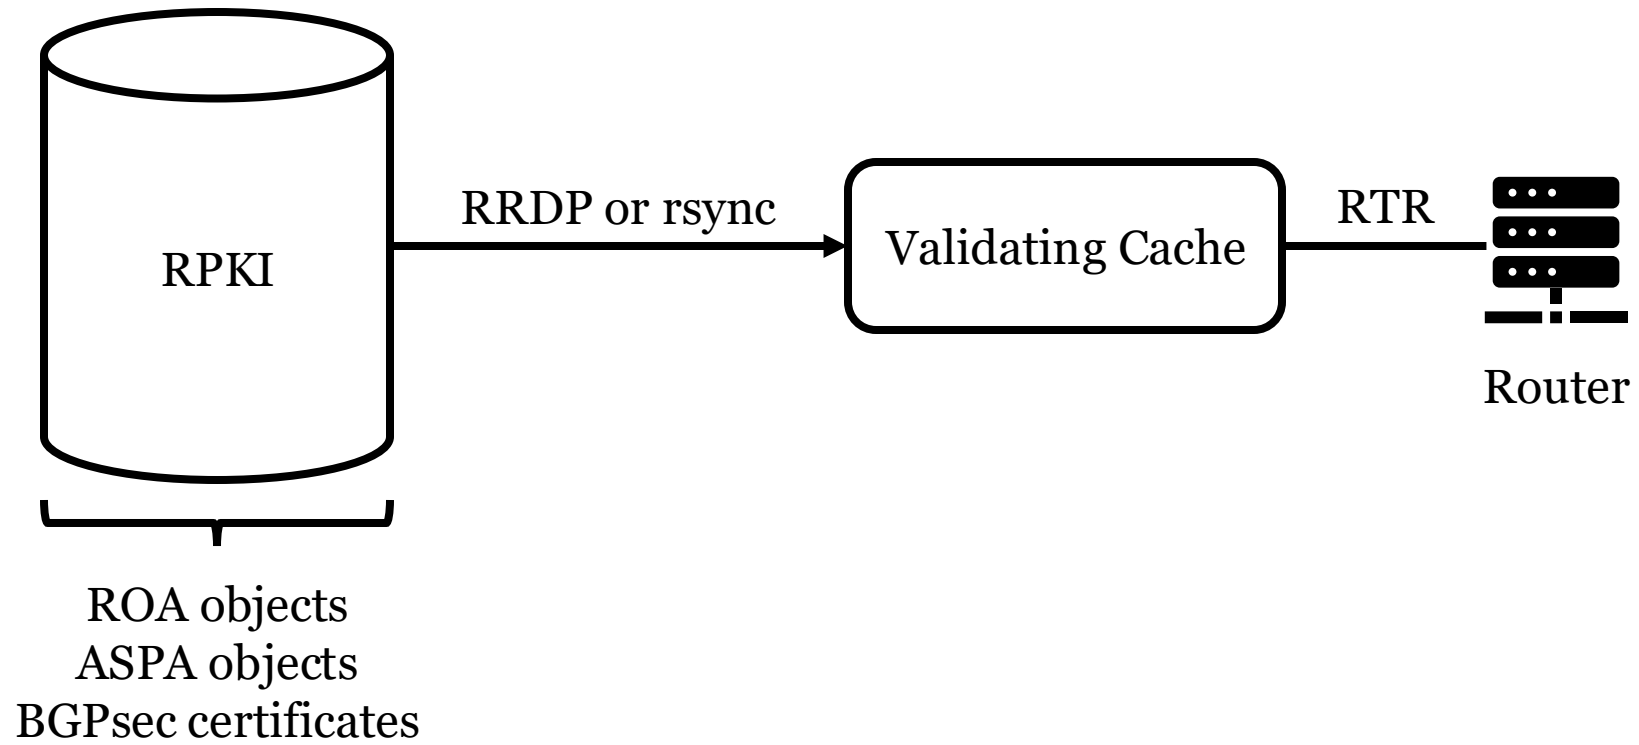 RPKI
RRDP or rsync
Validating Cache
RTR
Router
ROA objects
ASPA objects
BGPsec certificates